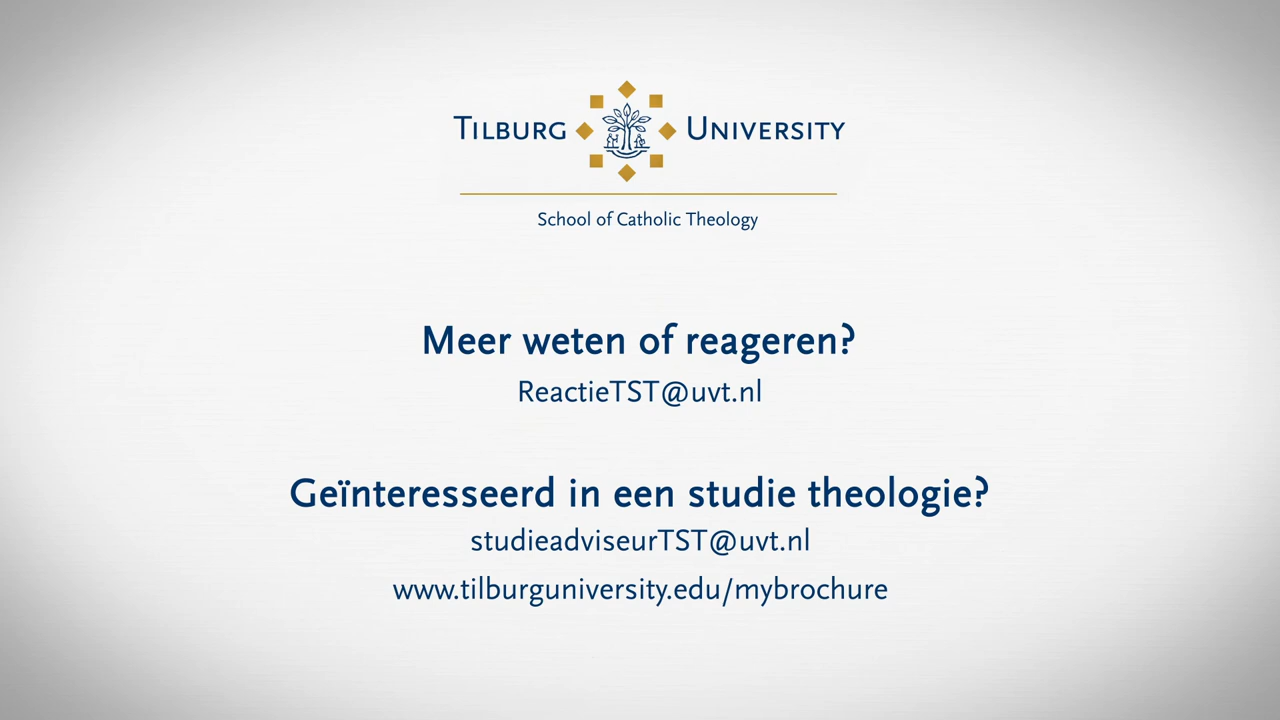 TILBURG UNIVERSITY
School of Catholic Theology
Meer weten of reageren?
ReactieTST@uvt.nl
Geïnteresseerd in een studie theologie?
studieadviseurTST@uvt.nl
www.tilburguniversity.edu/mybrochure